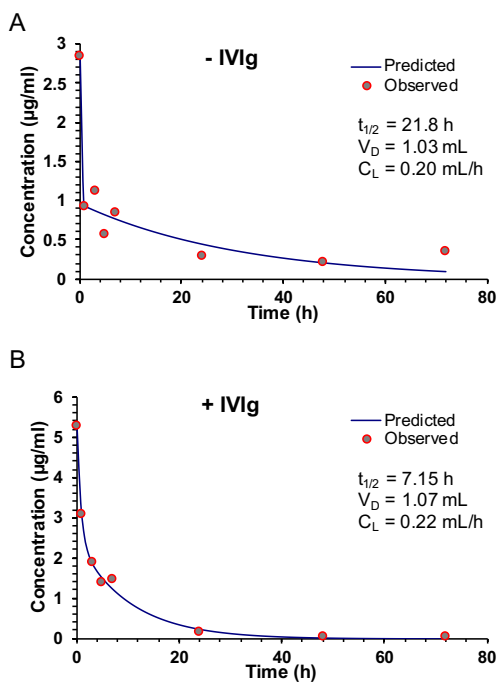 A
- IVIg
Predicted
Observed
t1/2 = 21.8 h
VD = 1.03 mL
CL = 0.20 mL/h
Concentration (µg/ml)
3
2.5
2
1.5
1
0.5
0
0 20 40 60 80
Time (h)
B
+ IVIg
Predicted
Observed
t1/2 = 7.15 h
VD = 1.07 mL
CL = 0.22 mL/h
Concentration (µg/ml)
6
5
4
3
2
1
0
0 20 40 60 80
Time (h)